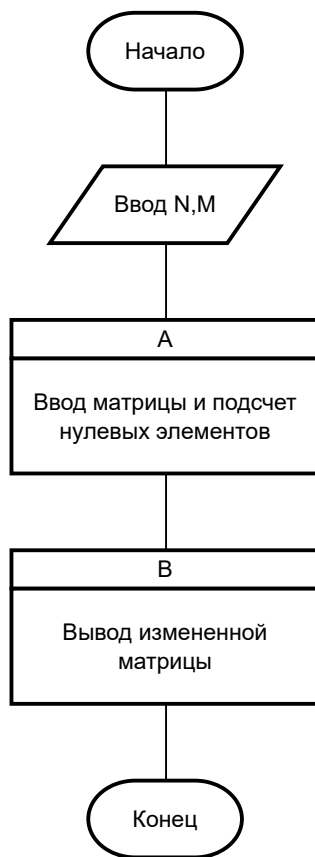 Начало
Ввод N,M
A
Ввод матрицы и подсчет
нулевых элементов
B
Вывод измененной
матрицы
Конец